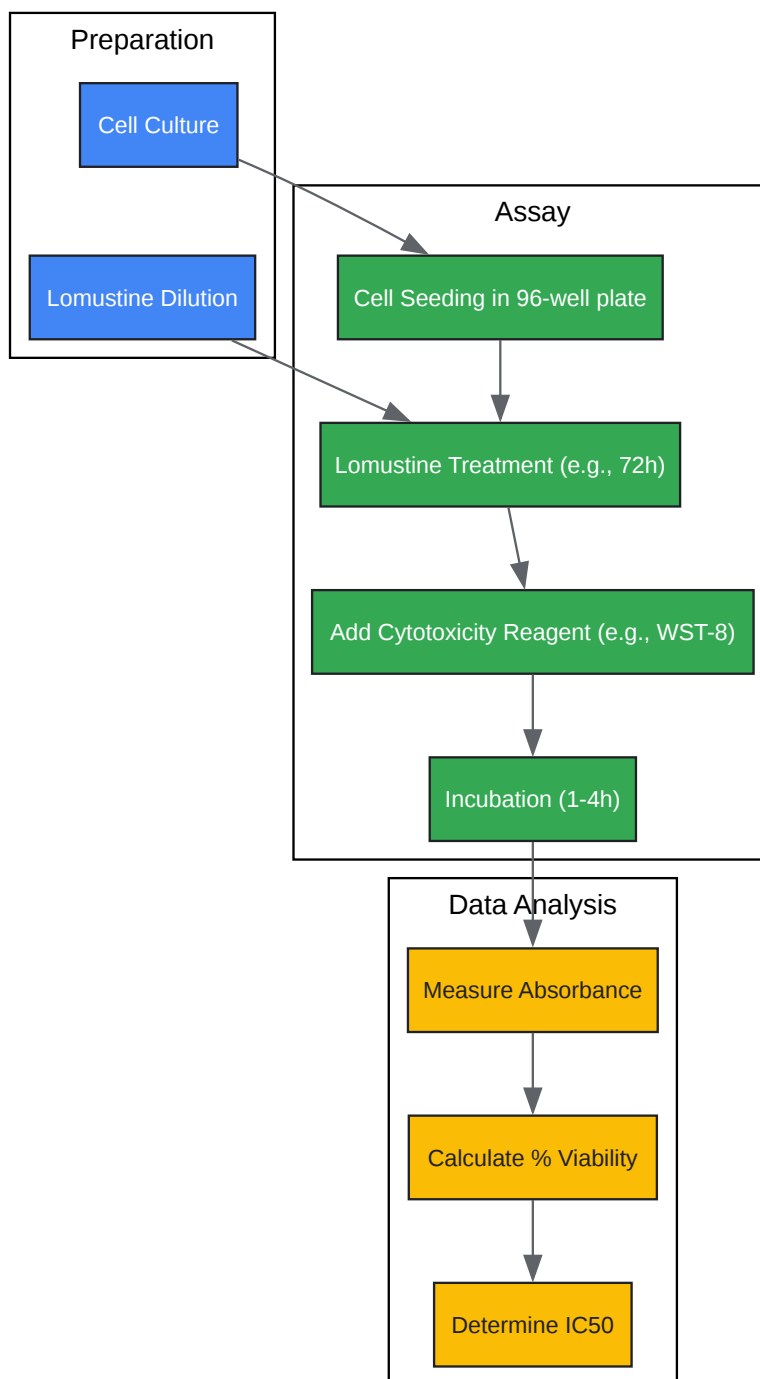 Preparation
Cell Culture
Lomustine Dilution
Assay
Cell Seeding in 96-well plate
Lomustine Treatment (e.g., 72h)
Add Cytotoxicity Reagent (e.g., WST-8)
Incubation (1-4h)
Data Analysis
Measure Absorbance
Calculate % Viability
Determine IC50